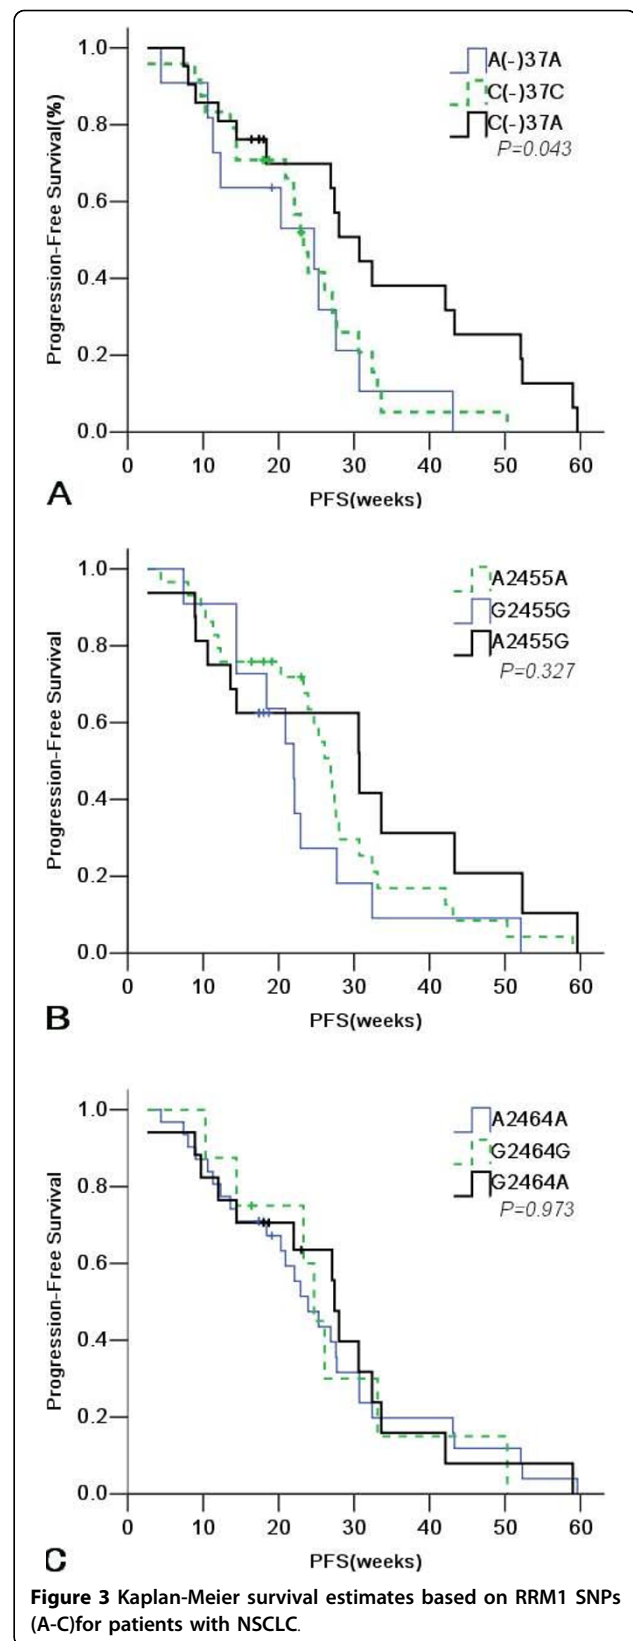 Progression-Free Survival(%)
1.0
0.8
0.6
0.4
0.2
0.0
A(-)37A
C(-)37C
C(-)37A
P=0.043
0 10 20 30 40 50 60
PFS(weeks)
A
Progression-Free Survival
1.0
0.8
0.6
0.4
0.2
0.0
A2455A
G2455G
A2455G
P=0.327
0 10 20 30 40 50 60
PFS(weeks)
B
Progression-Free Survival
1.0
0.8
0.6
0.4
0.2
0.0
A2464A
G2464G
G2464A
P=0.973
0 10 20 30 40 50 60
PFS(weeks)
C
Figure 3 Kaplan-Meier survival estimates based on RRM1 SNPs
(A-C)for patients with NSCLC.